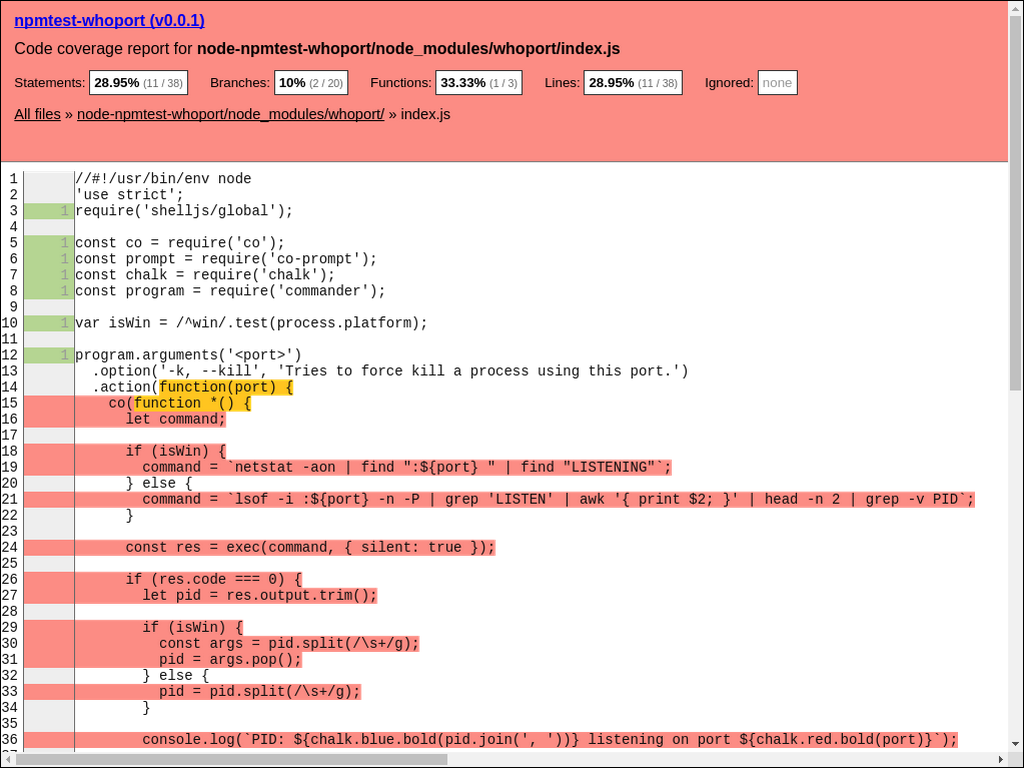 npmtest-whoport (v0.0.1)
Code coverage report for node-npmtest-whoport/node_modules/whoport/index.js
Statements: 28.95% (11 / 38) Branches: 10% (2 / 20) Functions: 33.33% (1 / 3) Lines: 28.95% (11 / 38) Ignored: none
All files » node-npmtest-whoport/node_modules/whoport/ » index.js
1 //#!/usr/bin/env node
2 'use strict';
3 1 require('shelljs/global');
4
5 1 const co = require('co');
6 1 const prompt = require('co-prompt');
7 1 const chalk = require('chalk');
8 1 const program = require('commander');
9
10 1 var isWin = /^win/.test(process.platform);
11
12 1 program.arguments('<port>')
13   .option('-k, --kill', 'Tries to force kill a process using this port.')
14   .action(function(port) {
15     co(function *() {
16       let command;
17
18       if (isWin) {
19         command = `netstat -aon | find ":${port} " | find "LISTENING"`;
20       } else {
21         command = `lsof -i :${port} -n -P | grep 'LISTEN' | awk '{ print $2; }' | head -n 2 | grep -v PID`;
22       }
23
24       const res = exec(command, { silent: true });
25
26       if (res.code === 0) {
27         let pid = res.output.trim();
28
29         if (isWin) {
30           const args = pid.split(/\s+/g);
31           pid = args.pop();
32         } else {
33           pid = pid.split(/\s+/g);
34         }
35
36         console.log(`PID: ${chalk.blue.bold(pid.join(', '))} listening on port ${chalk.red.bold(port)}`);